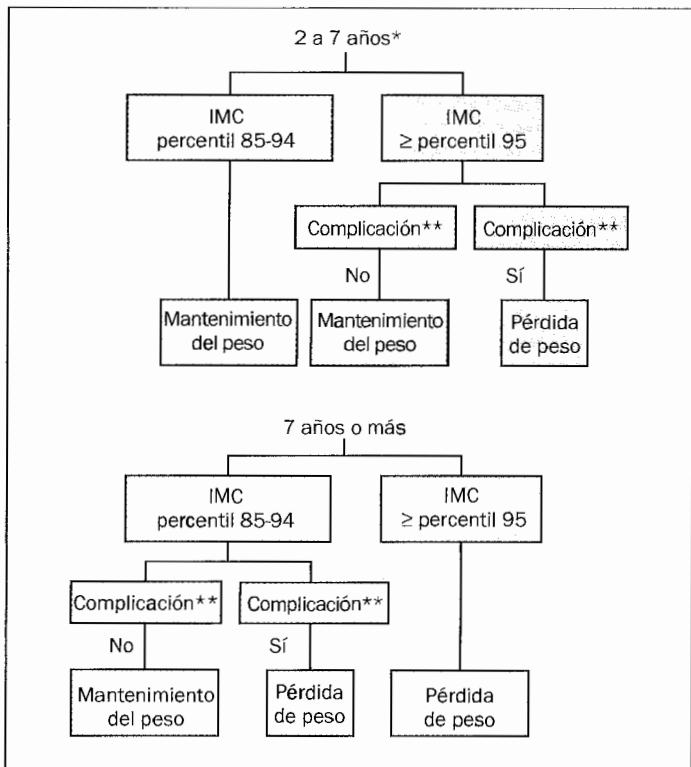 2 a 7 años*
IMC
percentil 85-94
IMC
≥ percentil 95
Complicación**
Complicación**
No
Sí
Mantenimiento
del peso
Mantenimiento
del peso
Pérdida
de peso
7 años o más
IMC
percentil 85-94
IMC
≥ percentil 95
Complicación**
Complicación**
No
Sí
Mantenimiento
del peso
Pérdida
de peso
Pérdida
de peso